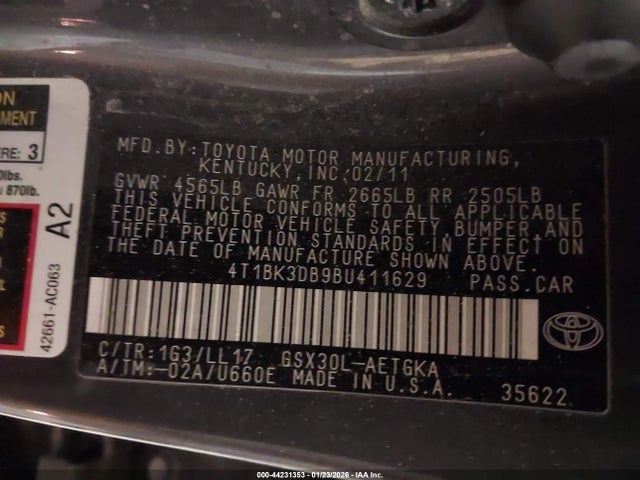 ON
MENT
ERE: 3
0lbs.
870lb.
A2
42661-AC063
MFD.BY:TOYOTA MOTOR MANUFACTURING,
KENTUCKY,INC.02/11
GVWR 4565LB GAWR FR 2665LB RR 2505LB
THIS VEHICLE CONFORMS TO ALL APPLICABLE
FEDERAL MOTOR VEHICLE SAFETY,BUMPER,AND
THEFT PREVENTION STANDARDS IN EFFECT ON
THE DATE OF MANUFACTURE SHOWN ABOVE.
4T1BK3DB9BU411629 PASS.CAR
C/TR:1G3/LL17 GSX30L-AETGKA
A/TM:-02A/U660E MADE IN U.S.A.
35622
000-44231353 - 01/23/2026 - IAA Inc.